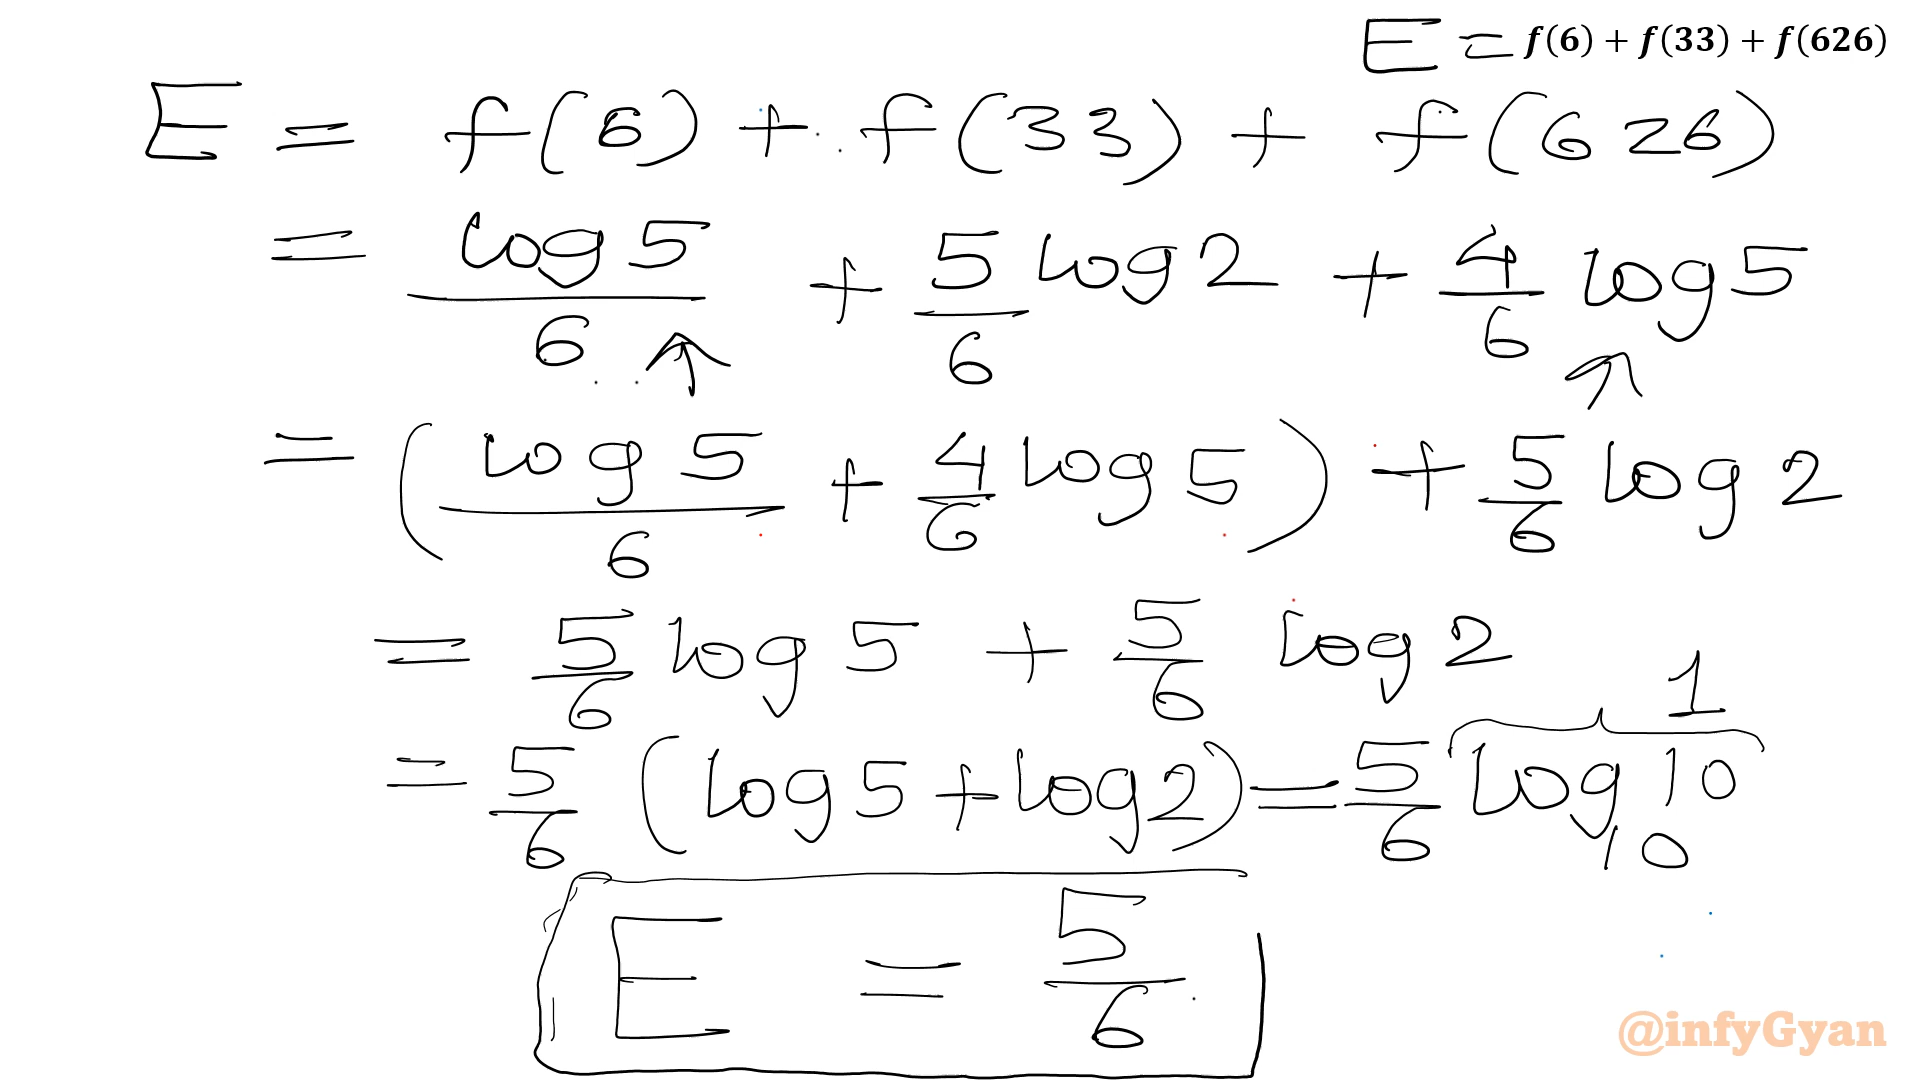 E = f(6) + f(33) + f(626)
E = f(6) + f(33) + f(626)
= log 5/6 + 5/6 log 2 + 4/6 log 5
= (log 5/6 + 4/6 log 5) + 5/6 log 2
= 5/6 log 5 + 5/6 log 2
1
= 5/6 (log 5 + log 2) = 5/6 log₁₀ 10
E = 5/6
@infyGyan